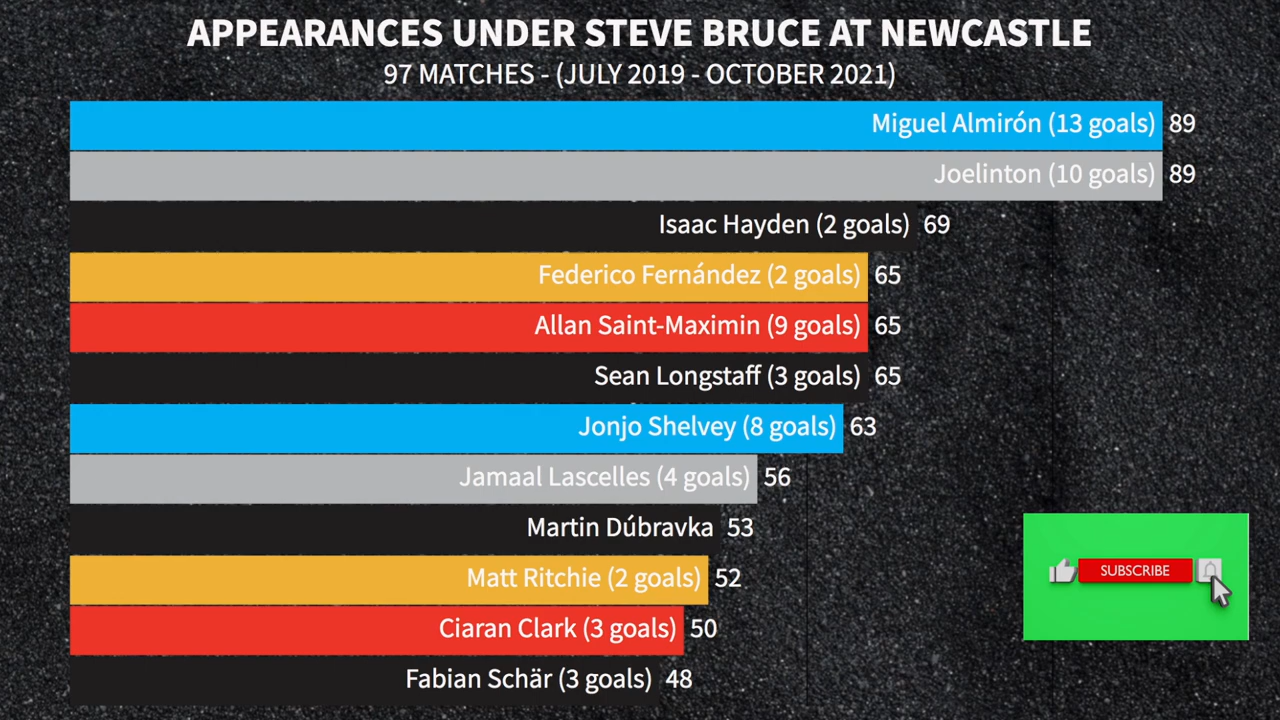 APPEARANCES UNDER STEVE BRUCE AT NEWCASTLE
97 MATCHES - (JULY 2019 - OCTOBER 2021)
Miguel Almirón (13 goals) 89
Joelinton (10 goals) 89
Isaac Hayden (2 goals) 69
Federico Fernández (2 goals) 65
Allan Saint-Maximin (9 goals) 65
Sean Longstaff (3 goals) 65
Jonjo Shelvey (8 goals) 63
Jamaal Lascelles (4 goals) 56
Martin Dúbravka 53
Matt Ritchie (2 goals) 52
SUBSCRIBE
Ciaran Clark (3 goals) 50
Fabian Schär (3 goals) 48